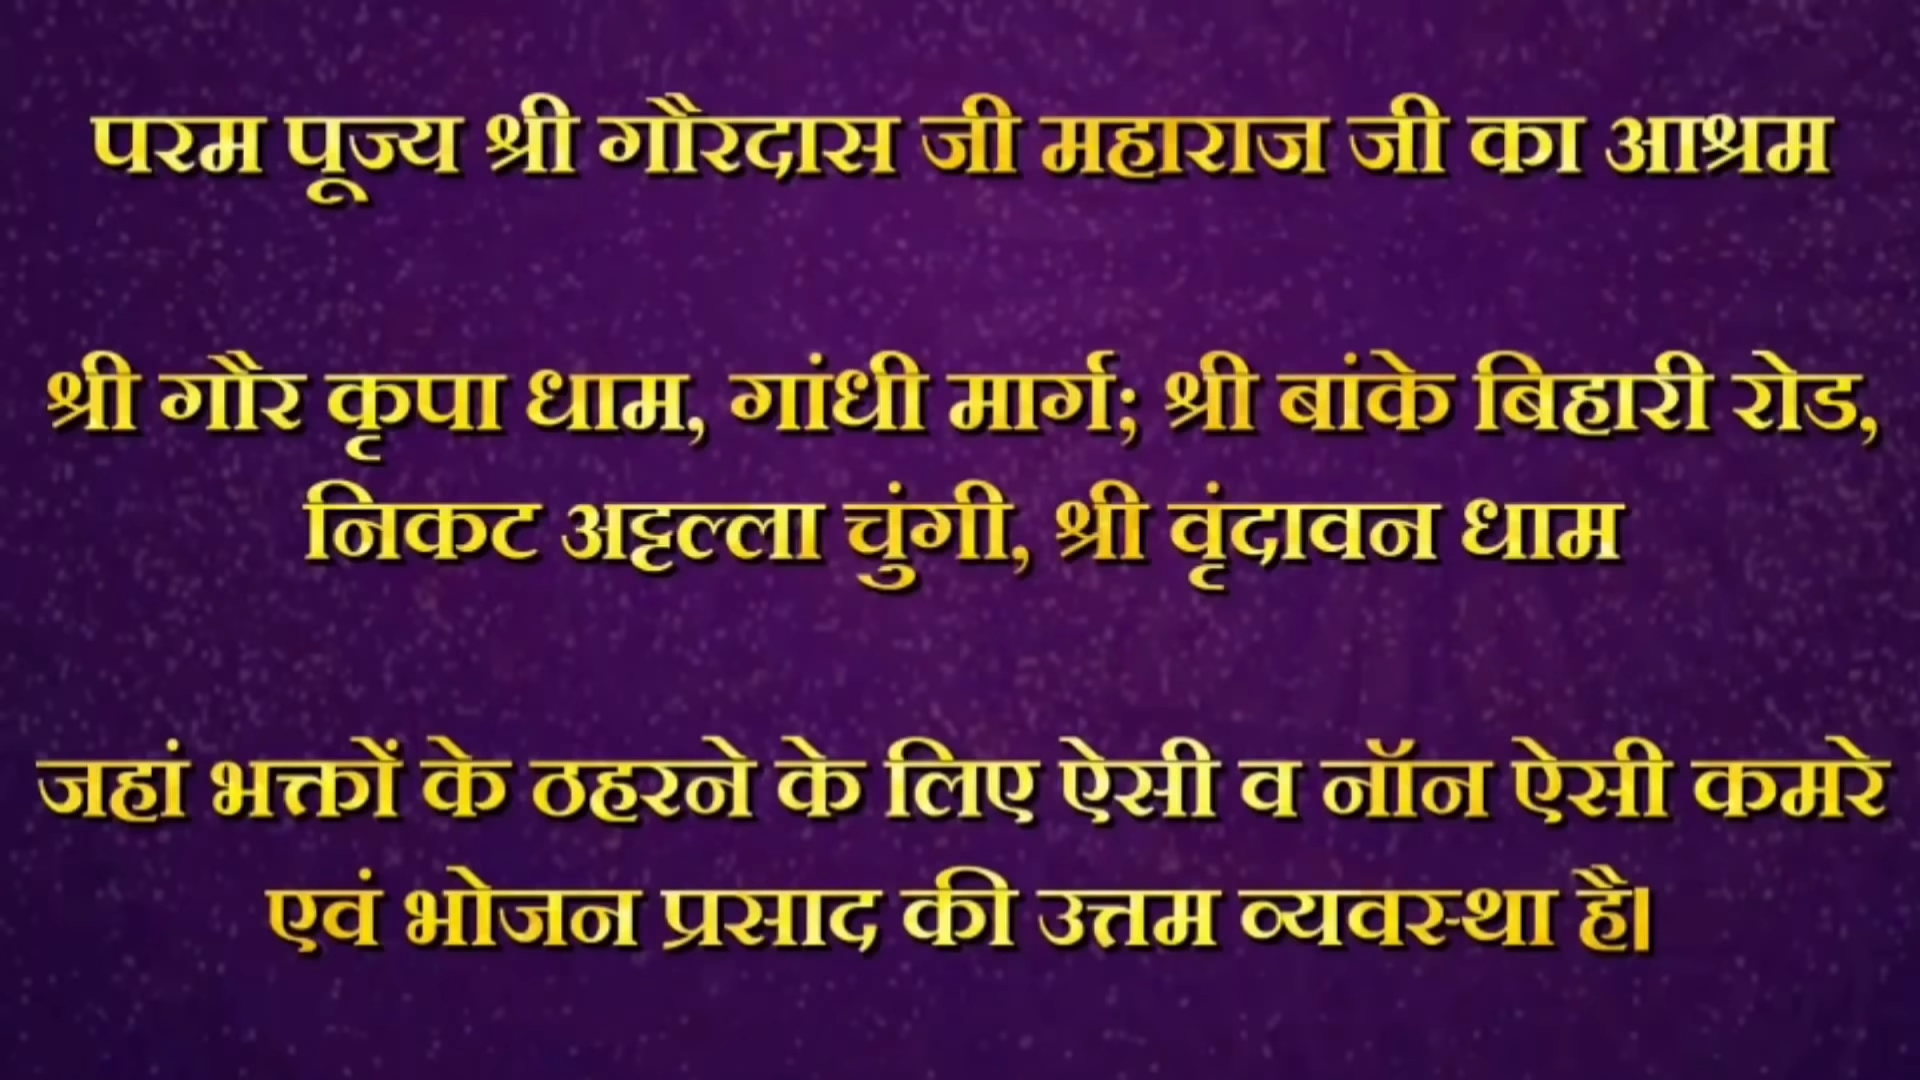 परम पूज्य श्री गौरदास जी महाराज जी का आश्रम
श्री गौर कृपा धाम, गांधी मार्ग; श्री बांके बिहारी रोड,
निकट अट्टल्ला चुंगी, श्री वृंदावन धाम
जहां भक्तों के ठहरने के लिए ऐसी व नॉन ऐसी कमरे
एवं भोजन प्रसाद की उत्तम व्यवस्था है।